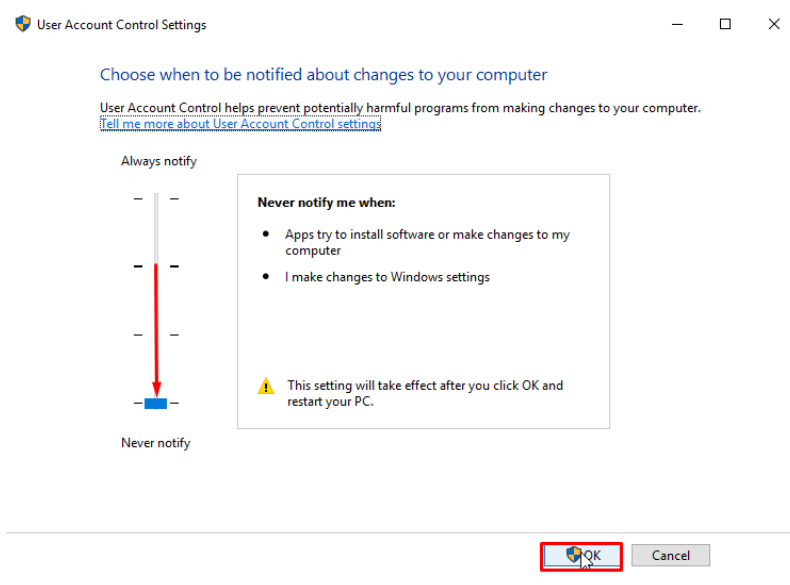 User Account Control Settings
Choose when to be notified about changes to your computer
User Account Control helps prevent potentially harmful programs from making changes to your computer.
Tell me more about User Account Control settings
Always notify
Never notify me when:
Apps try to install software or make changes to my
computer
I make changes to Windows settings
This setting will take effect after you click OK and
restart your PC.
Never notify
OK
Cancel